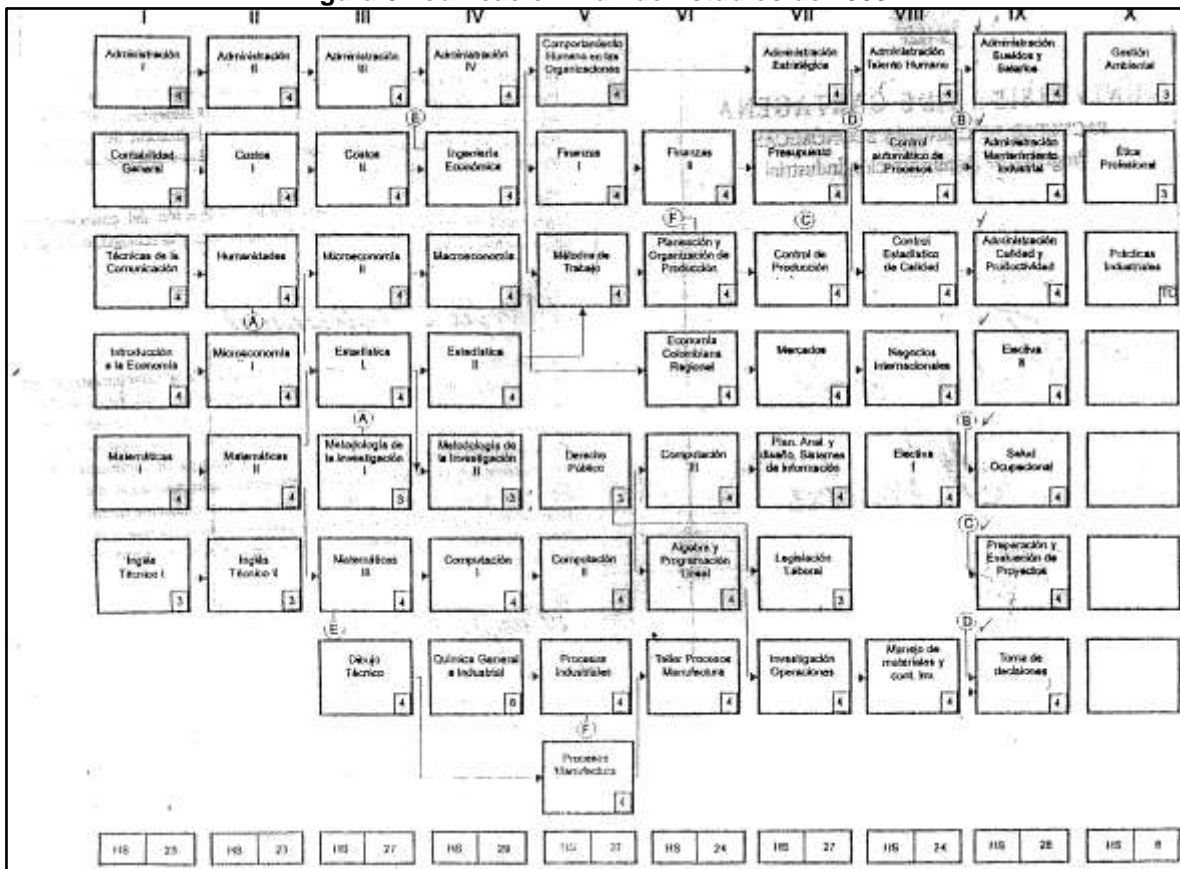 I II III IV V VI VII VIII IX X
Administración
I
4
Administración
II
4
Administración
III
4
Administración
IV
4
Comportamiento
Humano en las
Organizaciones
4
Administración
Estratégica
4
Administración
Talento Humano
4
Administración
Sueldos y
Salarios
4
Gestión
Ambiental
3
E
D
B
Contabilidad
General
4
Costos
I
4
Costos
II
4
Ingeniería
Económica
4
Finanzas
I
4
Finanzas
II
4
Presupuesto
4
Control
automático de
Procesos
4
Administración
Mantenimiento
Industrial
4
Ética
Profesional
3
F
C
Técnicas de la
Comunicación
4
Humanidades
4
Microeconomía
II
4
Macroeconomía
4
Métodos de
Trabajo
4
Planeación y
Organización de
Producción
4
Control de
Producción
4
Control
Estadístico
de Calidad
4
Administración
Calidad y
Productividad
4
Prácticas
Industriales
A
Introducción
a la Economía
4
Microeconomía
I
4
Estadística
I
4
Estadística
II
4
Economía
Colombiana
Regional
4
Mercados
4
Negocios
Internacionales
4
Electiva
II
4
A
B
Matemáticas
I
4
Matemáticas
II
4
Metodología de
la Investigación
I
3
Metodología de
la Investigación
II
3
Derecho
Público
3
Computación
III
4
Plan. Anal. y
diseño, Sistemas
de Información
4
Electiva
I
4
Salud
Ocupacional
4
C
Inglés
Técnico I
3
Inglés
Técnico II
3
Matemáticas
III
4
Computación
I
4
Computación
II
4
Algebra y
Programación
Lineal
4
Legislación
Laboral
3
Preparación y
Evaluación de
Proyectos
4
E
D
Dibujo
Técnico
4
Química General
e Industrial
6
Procesos
Industriales
4
Taller Procesos
Manufactura
4
Investigación
Operaciones
4
Manejo de
materiales y
cont. Inv.
4
Toma de
decisiones
4
F
Procesos
Manufactura
HS 23 HS 23 HS 27 HS 29 HS 27 HS 24 HS 27 HS 24 HS 28 HS 6